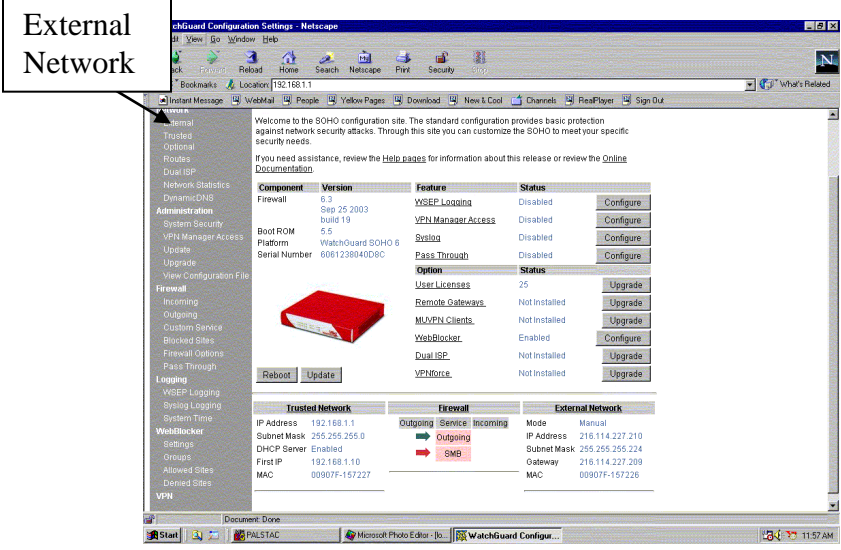 External
Network
chGuard Configuration Settings - Netscape
dit View Go Window Help
ack Forward Reload Home Search Netscape Print Security Stop
Bookmarks Location: 192.168.1.1 What's Related
Instant Message WebMail People Yellow Pages Download New & Cool Channels RealPlayer Sign Out
Network
External
Trusted
Optional
Routes
Dual ISP
Network Statistics
DynamicDNS
Administration
System Security
VPN Manager Access
Update
Upgrade
View Configuration File
Firewall
Incoming
Outgoing
Custom Service
Blocked Sites
Firewall Options
Pass Through
Logging
WSEP Logging
Syslog Logging
System Time
WebBlocker
Settings
Groups
Allowed Sites
Denied Sites
VPN
Welcome to the SOHO configuration site. The standard configuration provides basic protection
against network security attacks. Through this site you can customize the SOHO to meet your specific
security needs.
If you need assistance, review the Help pages for information about this release or review the Online
Documentation.
Component Version
Firewall 6.3
Sep 25 2003
build 19
Boot ROM 5.5
Platform WatchGuard SOHO 6
Serial Number 6061238040D8C
Feature Status
WSEP Logging Disabled Configure
VPN Manager Access Disabled Configure
Syslog Disabled Configure
Pass Through Disabled Configure
Option Status
User Licenses 25 Upgrade
Remote Gateways Not Installed Upgrade
MUVPN Clients Not Installed Upgrade
WebBlocker Enabled Configure
Dual ISP Not Installed Upgrade
VPNforce Not Installed Upgrade
Reboot Update
Trusted Network
IP Address 192.168.1.1
Subnet Mask 255.255.255.0
DHCP Server Enabled
First IP 192.168.1.10
MAC 00907F-157227
Firewall
Outgoing Service Incoming
Outgoing
SMB
External Network
Mode Manual
IP Address 216.114.227.210
Subnet Mask 255.255.255.224
Gateway 216.114.227.209
MAC 00907F-157226
Document: Done
Start PALSTAC Microsoft Photo Editor - [lo... WatchGuard Configur... 11:57 AM